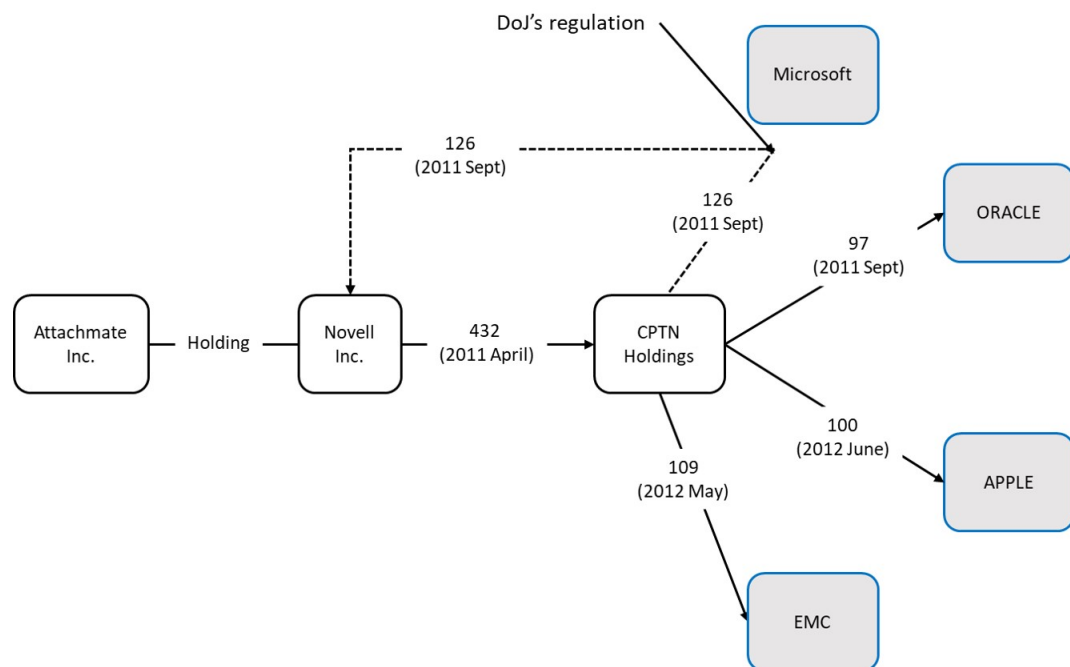 DoJ's regulation
Microsoft
126
(2011 Sept)
126
(2011 Sept)
ORACLE
97
(2011 Sept)
Attachmate
Inc.
Holding
Novell
Inc.
432
(2011 April)
CPTN
Holdings
100
(2012 June)
109
(2012 May)
APPLE
EMC